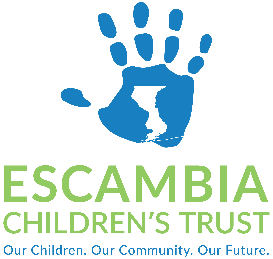 ESCAMBIA
CHILDREN'S TRUST
Our Children. Our Community. Our Future.